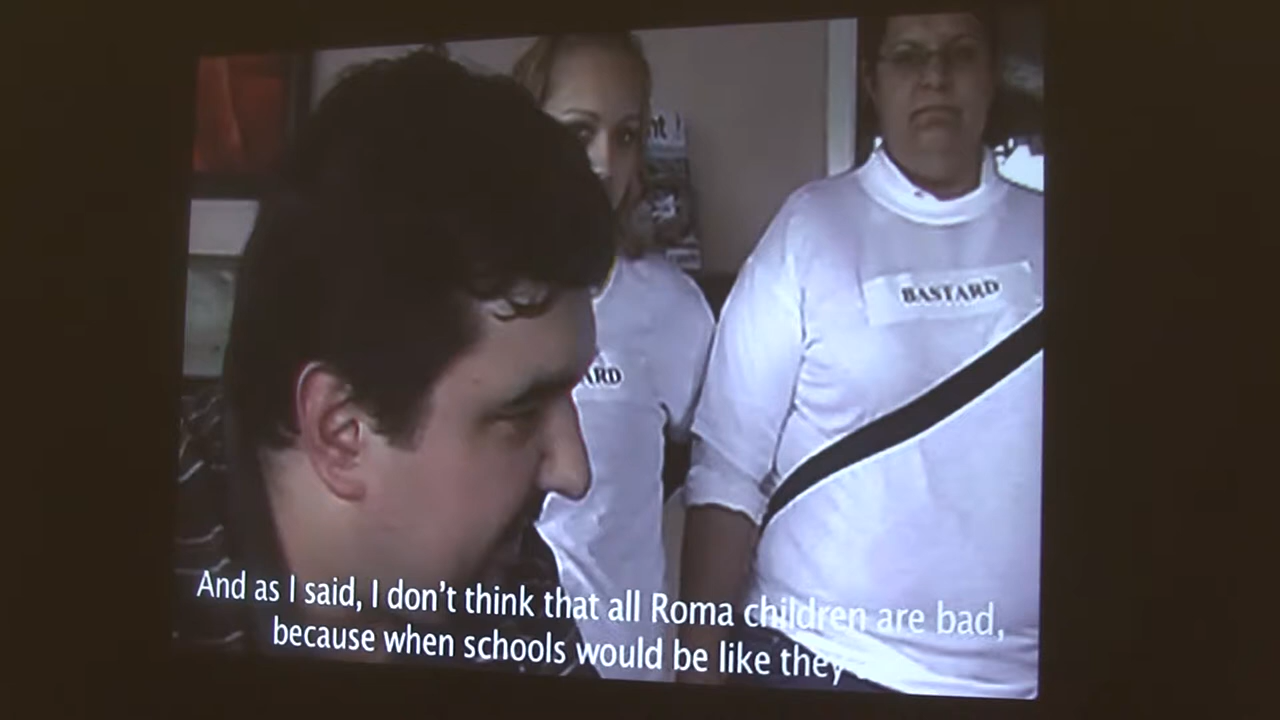 nt !
BASTARD
ARD
And as I said, I don't think that all Roma children are bad,
because when schools would be like they